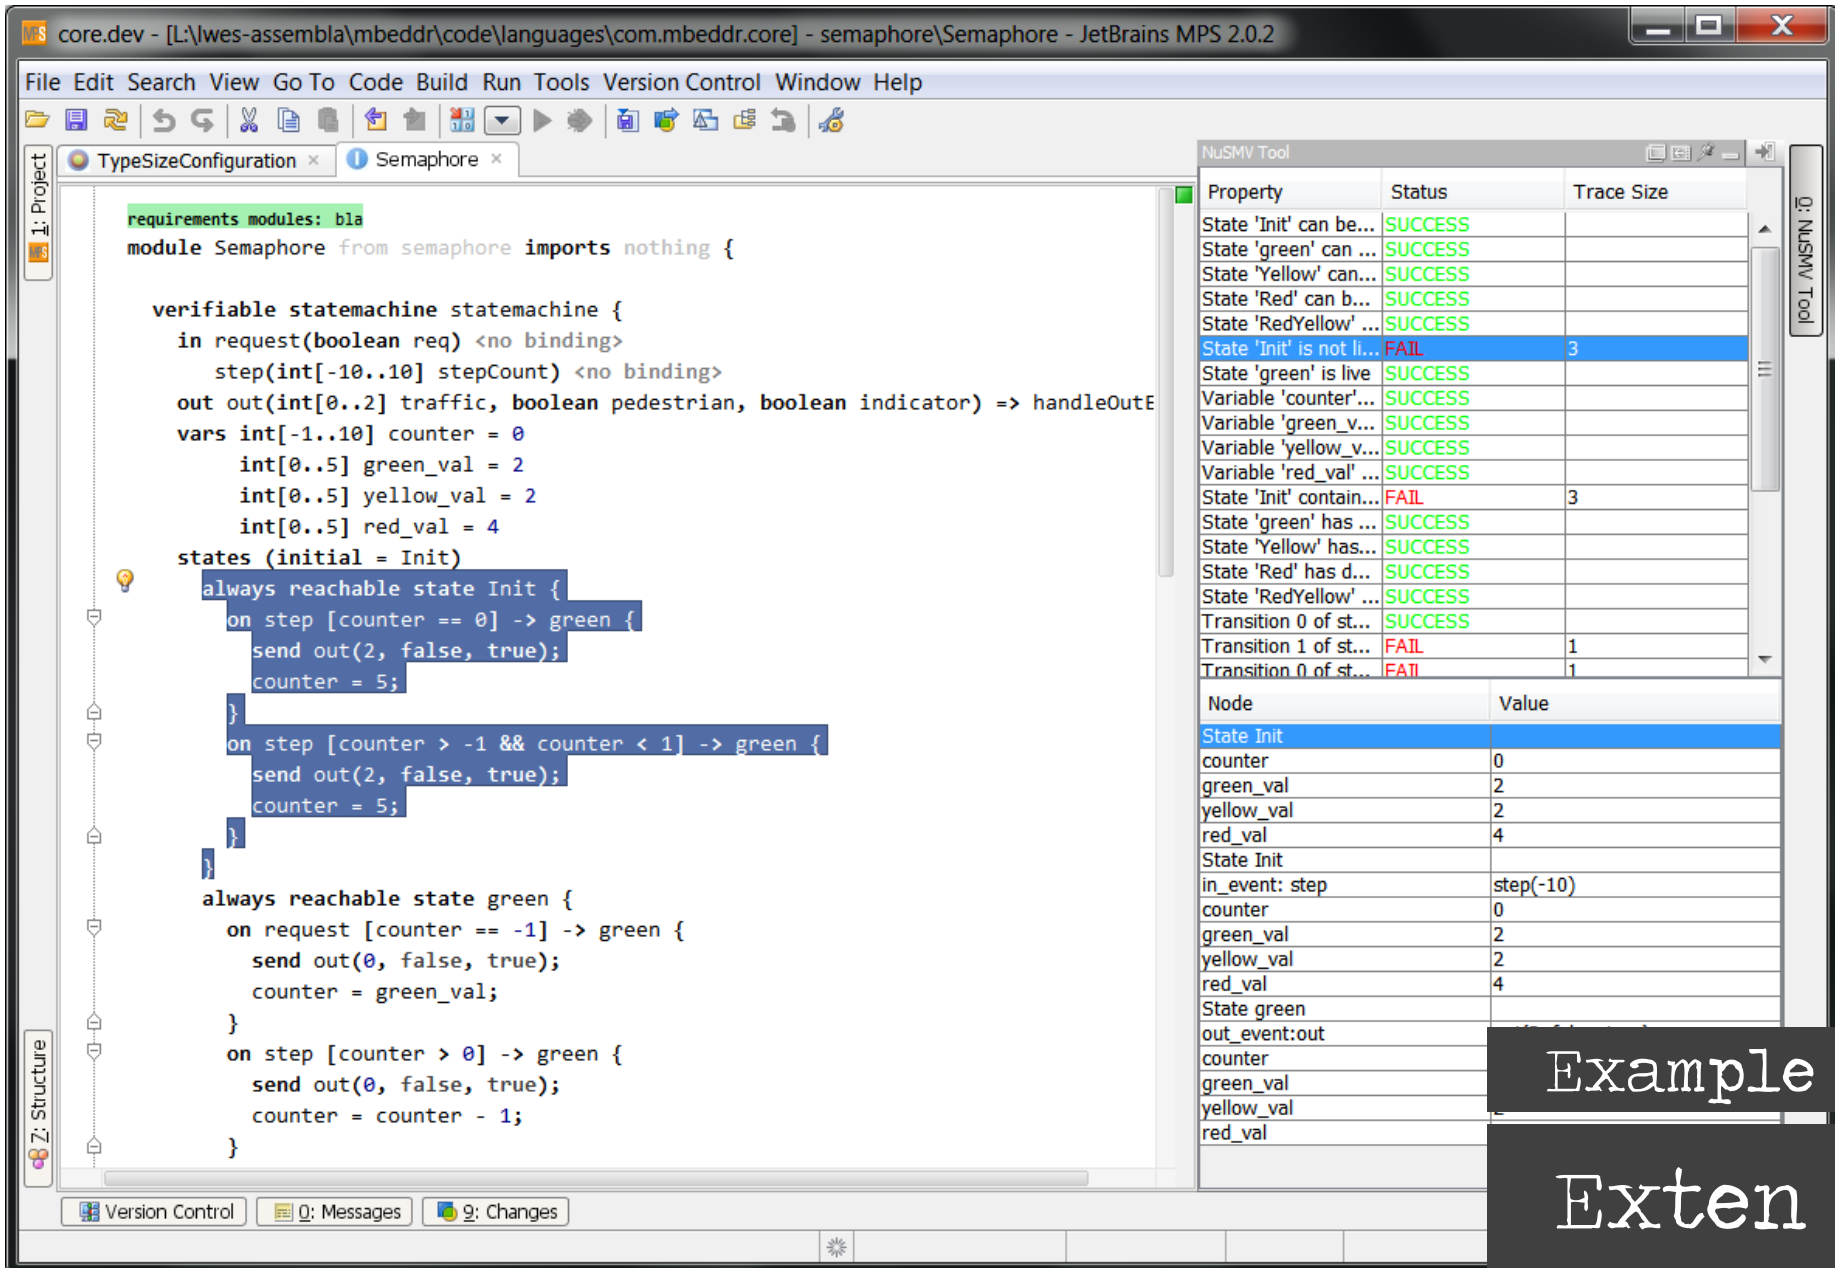 core.dev - [L:\lwes-assembla\mbeddr\code\languages\com.mbeddr.core] - semaphore\Semaphore - JetBrains MPS 2.0.2
File Edit Search View Go To Code Build Run Tools Version Control Window Help
1: Project
TypeSizeConfiguration
Semaphore
requirements modules: bla
module Semaphore from semaphore imports nothing {
verifiable statemachine statemachine {
in request(boolean req) <no binding>
step(int[-10..10] stepCount) <no binding>
out out(int[0..2] traffic, boolean pedestrian, boolean indicator) => handleOutE
vars int[-1..10] counter = 0
int[0..5] green_val = 2
int[0..5] yellow_val = 2
int[0..5] red_val = 4
states (initial = Init)
always reachable state Init {
on step [counter == 0] -> green {
send out(2, false, true);
counter = 5;
}
on step [counter > -1 && counter < 1] -> green {
send out(2, false, true);
counter = 5;
}
}
always reachable state green {
on request [counter == -1] -> green {
send out(0, false, true);
counter = green_val;
}
on step [counter > 0] -> green {
send out(0, false, true);
counter = counter - 1;
}
NuSMV Tool
Property Status Trace Size
State 'Init' can be... SUCCESS
State 'green' can ... SUCCESS
State 'Yellow' can... SUCCESS
State 'Red' can b... SUCCESS
State 'RedYellow' ... SUCCESS
State 'Init' is not li... FAIL 3
State 'green' is live SUCCESS
Variable 'counter'... SUCCESS
Variable 'green_v... SUCCESS
Variable 'yellow_v... SUCCESS
Variable 'red_val' ... SUCCESS
State 'Init' contain... FAIL 3
State 'green' has ... SUCCESS
State 'Yellow' has... SUCCESS
State 'Red' has d... SUCCESS
State 'RedYellow' ... SUCCESS
Transition 0 of st... SUCCESS
Transition 1 of st... FAIL 1
Transition 0 of st... FAIL 1
Node Value
State Init
counter 0
green_val 2
yellow_val 2
red_val 4
State Init
in_event: step step(-10)
counter 0
green_val 2
yellow_val 2
red_val 4
State green
out_event:out
counter
green_val
yellow_val
red_val
0: NuSMV Tool
Z: Structure
Version Control 0: Messages 9: Changes
Example
Exten